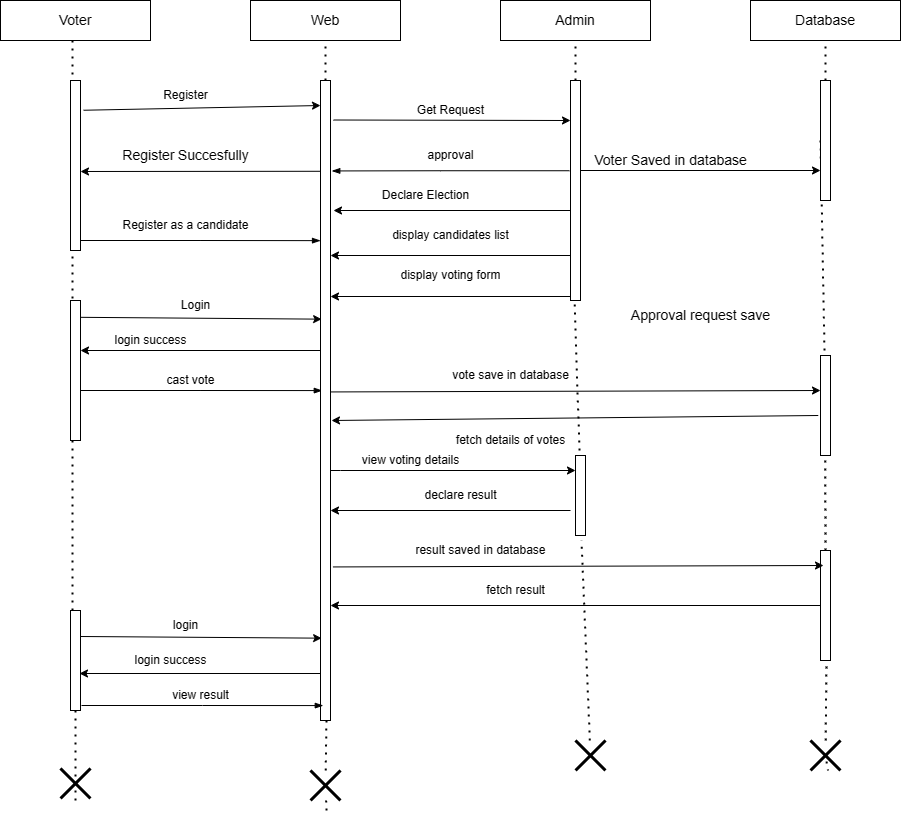 Voter
Web
Admin
Database
Register
Get Request
Register Succesfully
approval
Voter Saved in database
Declare Election
Register as a candidate
display candidates list
display voting form
Login
Approval request save
login success
cast vote
vote save in database
fetch details of votes
view voting details
declare result
result saved in database
fetch result
login
login success
view result